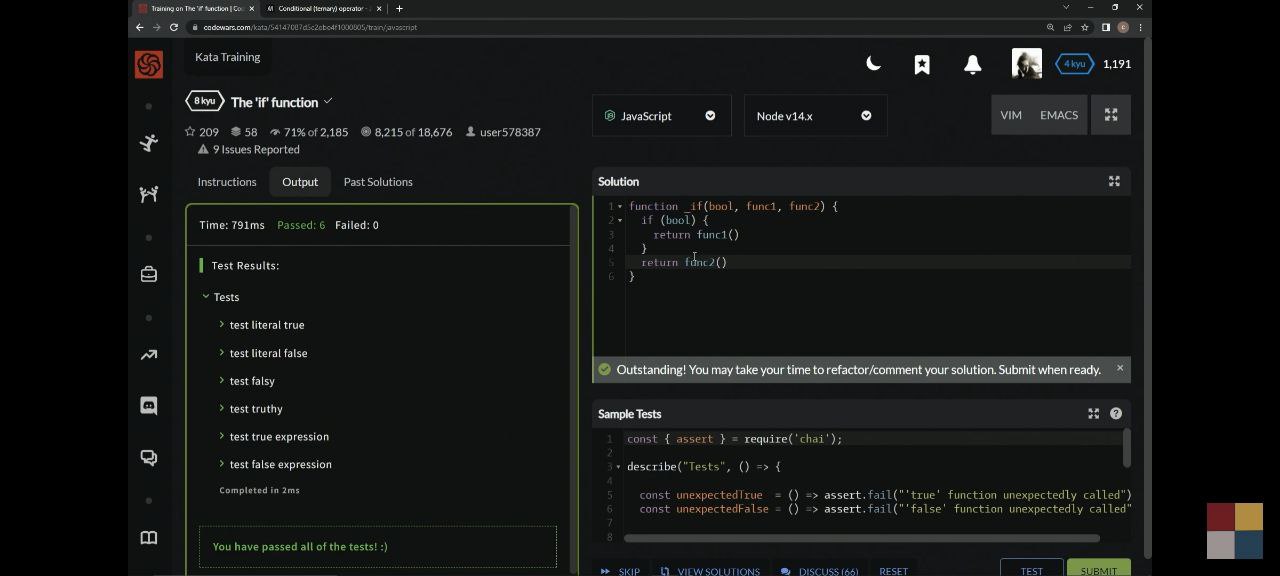 Training on The 'if' function | Co
Conditional (ternary) operator -
codewars.com/kata/54147087d5c2ebe4f1000805/train/javascript
Kata Training
4 kyu 1,191
8 kyu The 'if' function
JavaScript
Node v14.x
VIM EMACS
209 58 71% of 2,185 8,215 of 18,676 user578387
9 Issues Reported
Instructions Output Past Solutions
Time: 791ms Passed: 6 Failed: 0
Test Results:
Tests
test literal true
test literal false
test falsy
test truthy
test true expression
test false expression
Completed in 2ms
You have passed all of the tests! :)
Solution
1 function _if(bool, func1, func2) {
2 if (bool) {
3 return func1()
4 }
5 return func2()
6 }
Outstanding! You may take your time to refactor/comment your solution. Submit when ready.
Sample Tests
1 const { assert } = require('chai');
2
3 describe("Tests", () => {
4
5 const unexpectedTrue = () => assert.fail("'true' function unexpectedly called")
6 const unexpectedFalse = () => assert.fail("'false' function unexpectedly called"
7
8
SKIP VIEW SOLUTIONS DISCUSS (66) RESET TEST SUBMIT